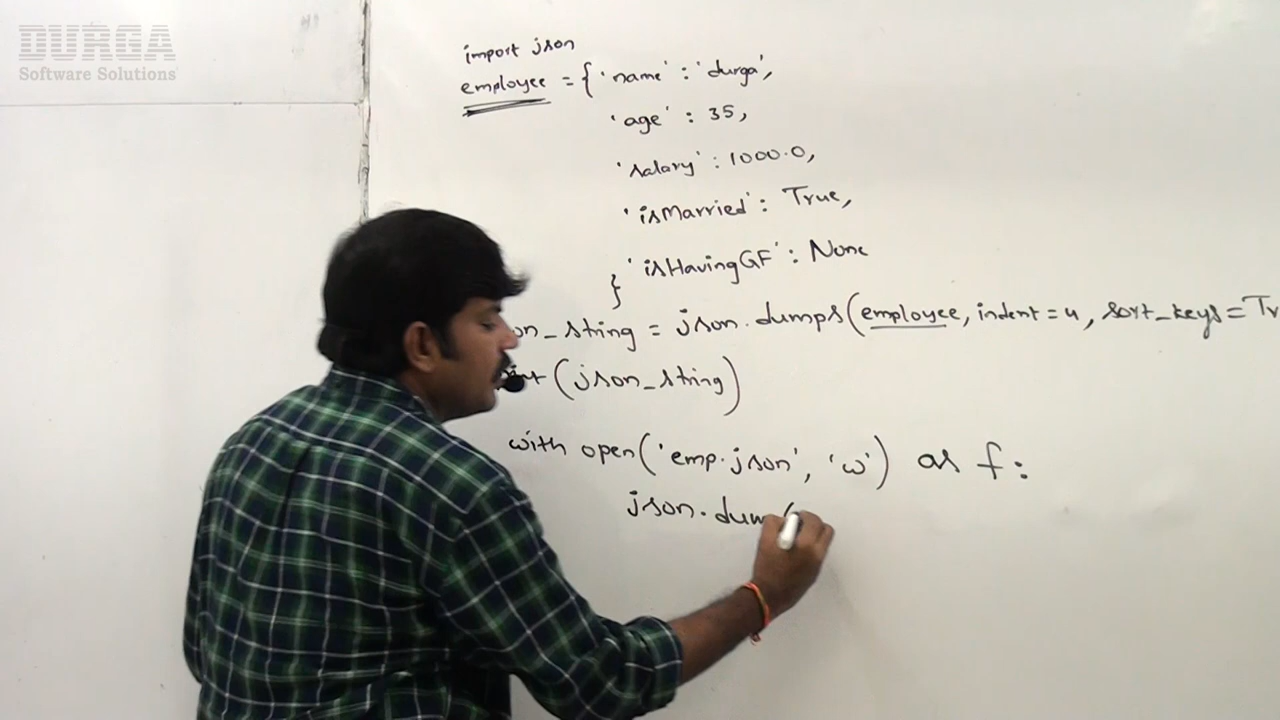 DURGA
Software Solutions
import json
employee = { 'name' : 'durga',
'age' : 35,
'salary' : 1000.0,
'isMarried' : True,
'isHavingGF' : None
}
on_string = json.dumps(employee, indent = 4, sort_keys = Tr
(json_string)
with open('emp.json', 'w') as f :
json.dum